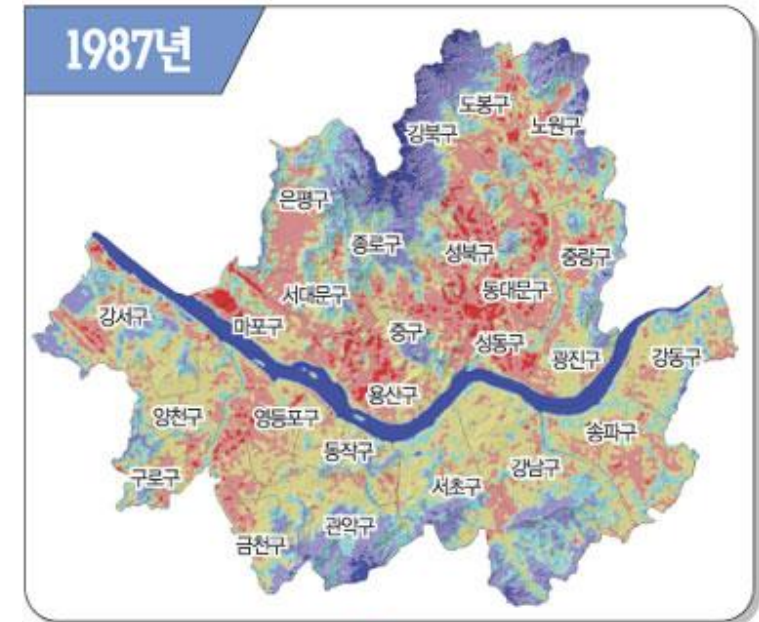 1987년
도봉구
강북구
노원구
은평구
종로구
성북구
중랑구
서대문구
동대문구
강서구
마포구
중구
성동구
광진구
강동구
용산구
양천구
영등포구
송파구
동작구
강남구
구로구
서초구
관악구
금천구